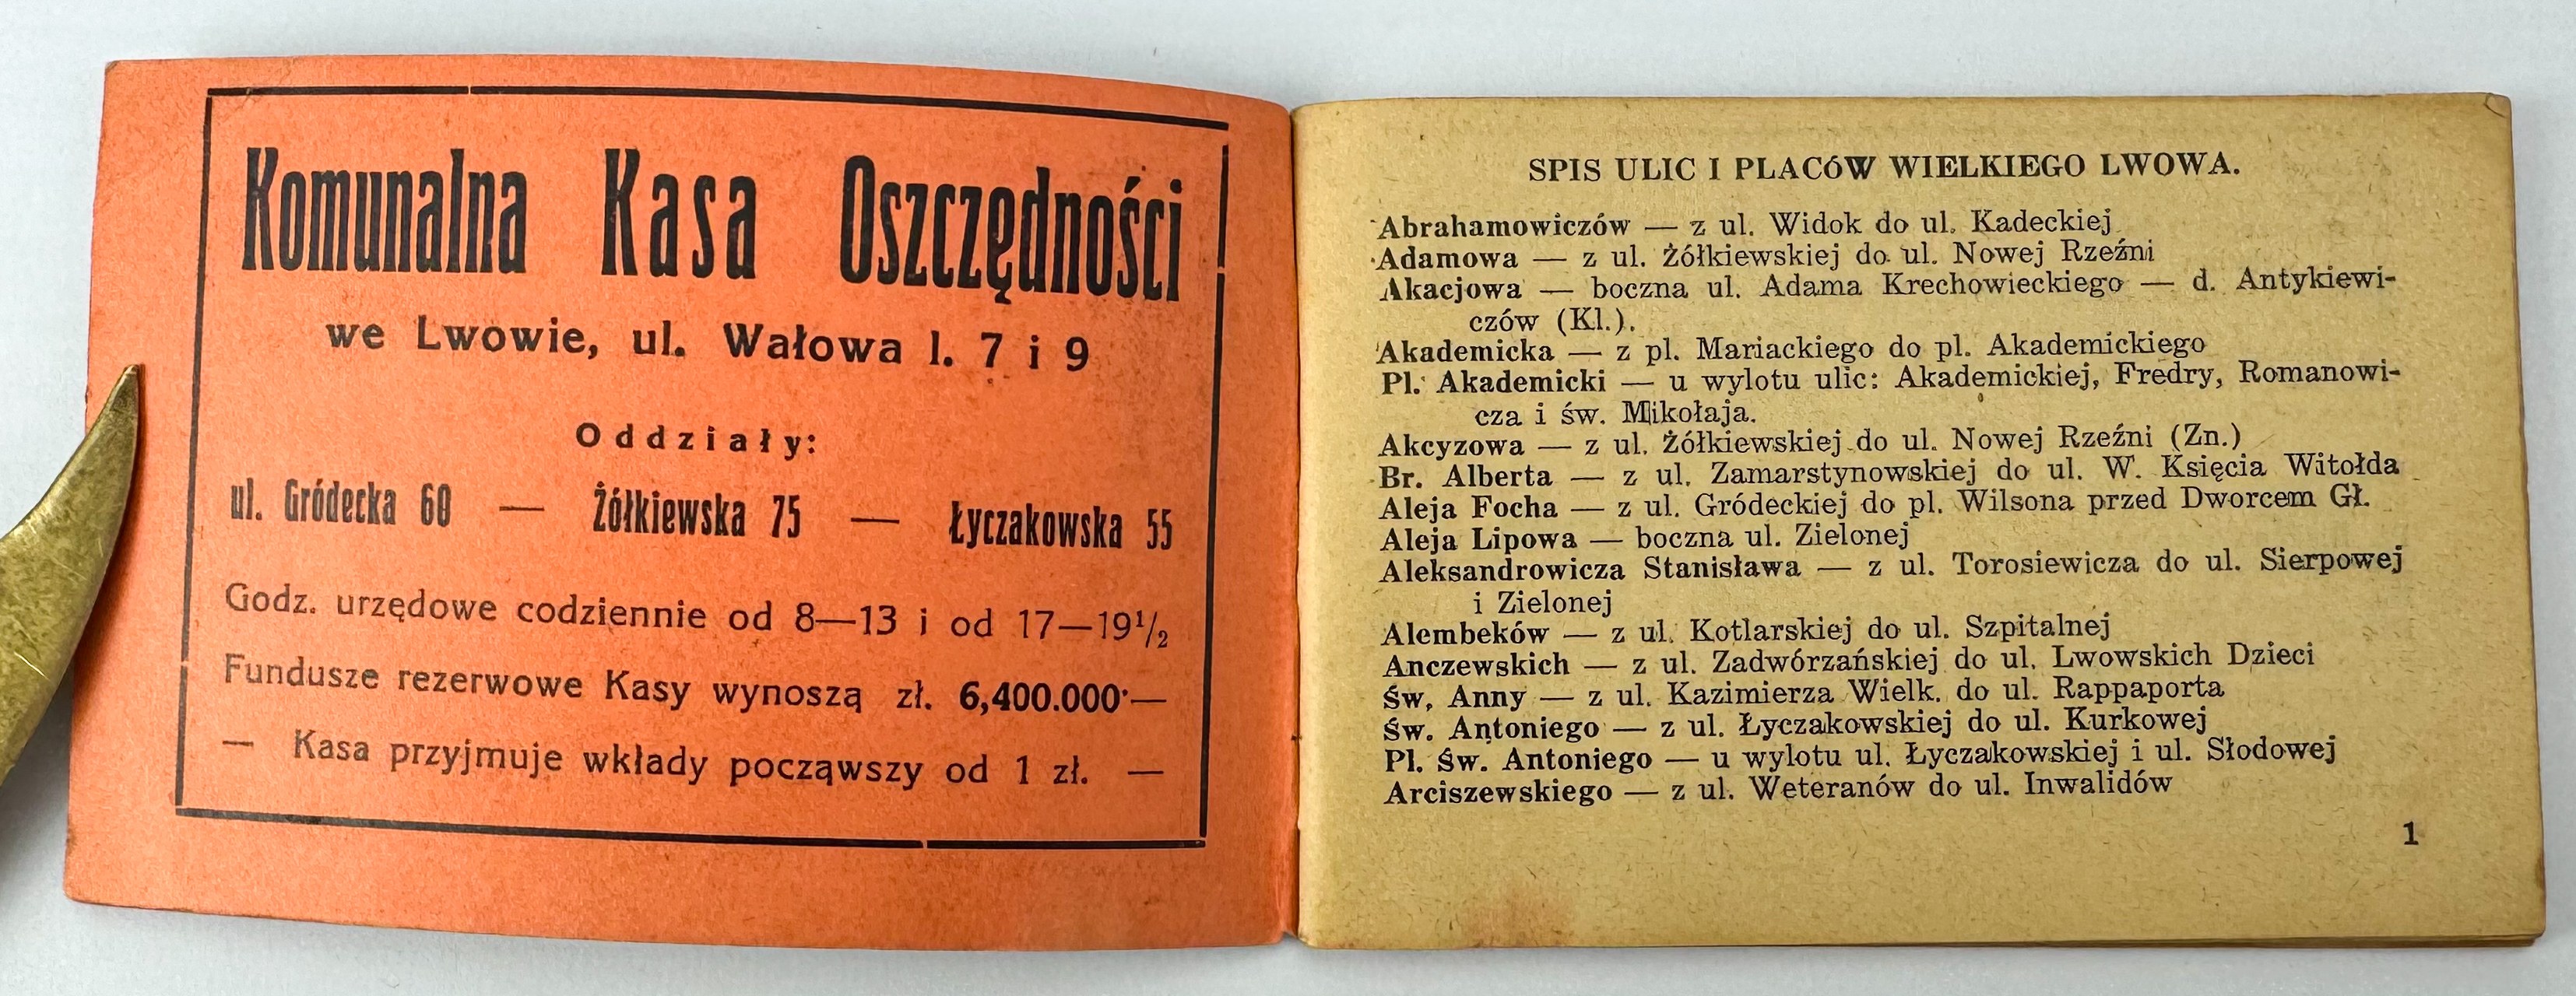 Komunalna Kasa Oszczędności
we Lwowie, ul. Wałowa l. 7 i 9
Oddziały:
ul. Gródecka 60 — Żółkiewska 75 — Łyczakowska 55
Godz. urzędowe codziennie od 8—13 i od 17—19½
Fundusze rezerwowe Kasy wynoszą zł. 6,400.000·—
— Kasa przyjmuje wkłady począwszy od 1 zł. —
SPIS ULIC I PLACÓW WIELKIEGO LWOWA.
Abrahamowiczów — z ul. Widok do ul. Kadeckiej
Adamowa — z ul. Żółkiewskiej do ul. Nowej Rzeźni
Akacjowa — boczna ul. Adama Krechowieckiego — d. Antykiewi-
czów (Kl.).
Akademicka — z pl. Mariackiego do pl. Akademickiego
Pl. Akademicki — u wylotu ulic: Akademickiej, Fredry, Romanowi-
cza i św. Mikołaja.
Akcyzowa — z ul. Żółkiewskiej do ul. Nowej Rzeźni (Zn.)
Br. Alberta — z ul. Zamarstynowskiej do ul. W. Księcia Witołda
Aleja Focha — z ul. Gródeckiej do pl. Wilsona przed Dworcem Gł.
Aleja Lipowa — boczna ul. Zielonej
Aleksandrowicza Stanisława — z ul. Torosiewicza do ul. Sierpowej
i Zielonej
Alembeków — z ul. Kotlarskiej do ul. Szpitalnej
Anczewskich — z ul. Zadwórzańskiej do ul. Lwowskich Dzieci
Św. Anny — z ul. Kazimierza Wielk. do ul. Rappaporta
Św. Antoniego — z ul. Łyczakowskiej do ul. Kurkowej
Pl. Św. Antoniego — u wylotu ul. Łyczakowskiej i ul. Słodowej
Arciszewskiego — z ul. Weteranów do ul. Inwalidów
1